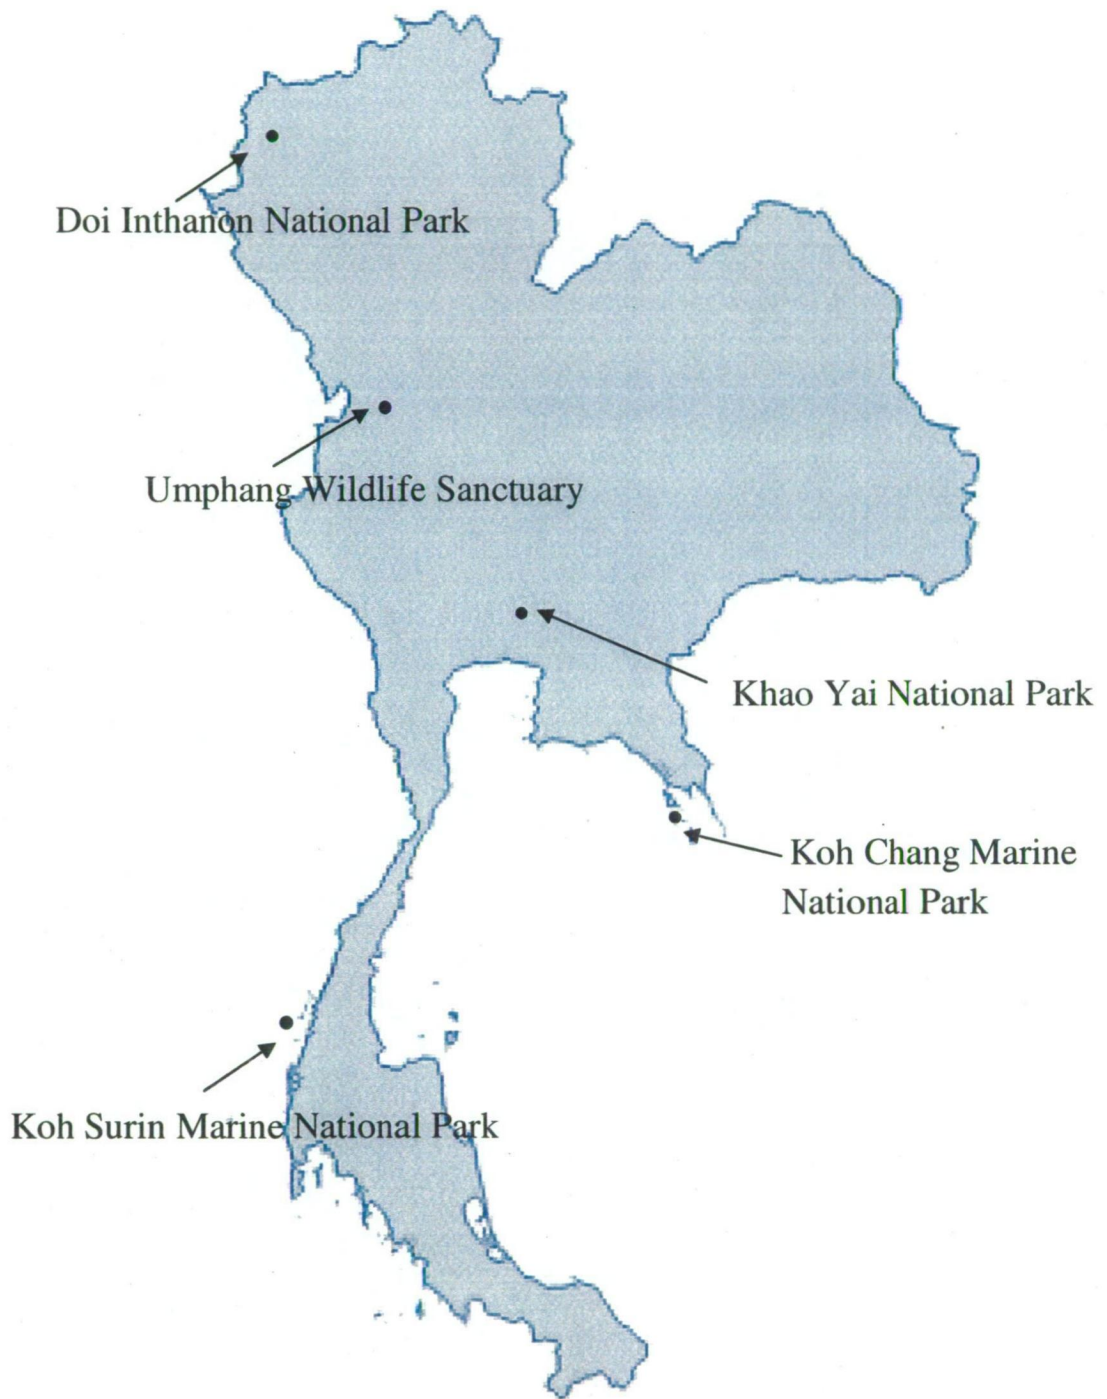 Doi Inthanon National Park
Umphang Wildlife Sanctuary
Khao Yai National Park
Koh Chang Marine
National Park
Koh Surin Marine National Park